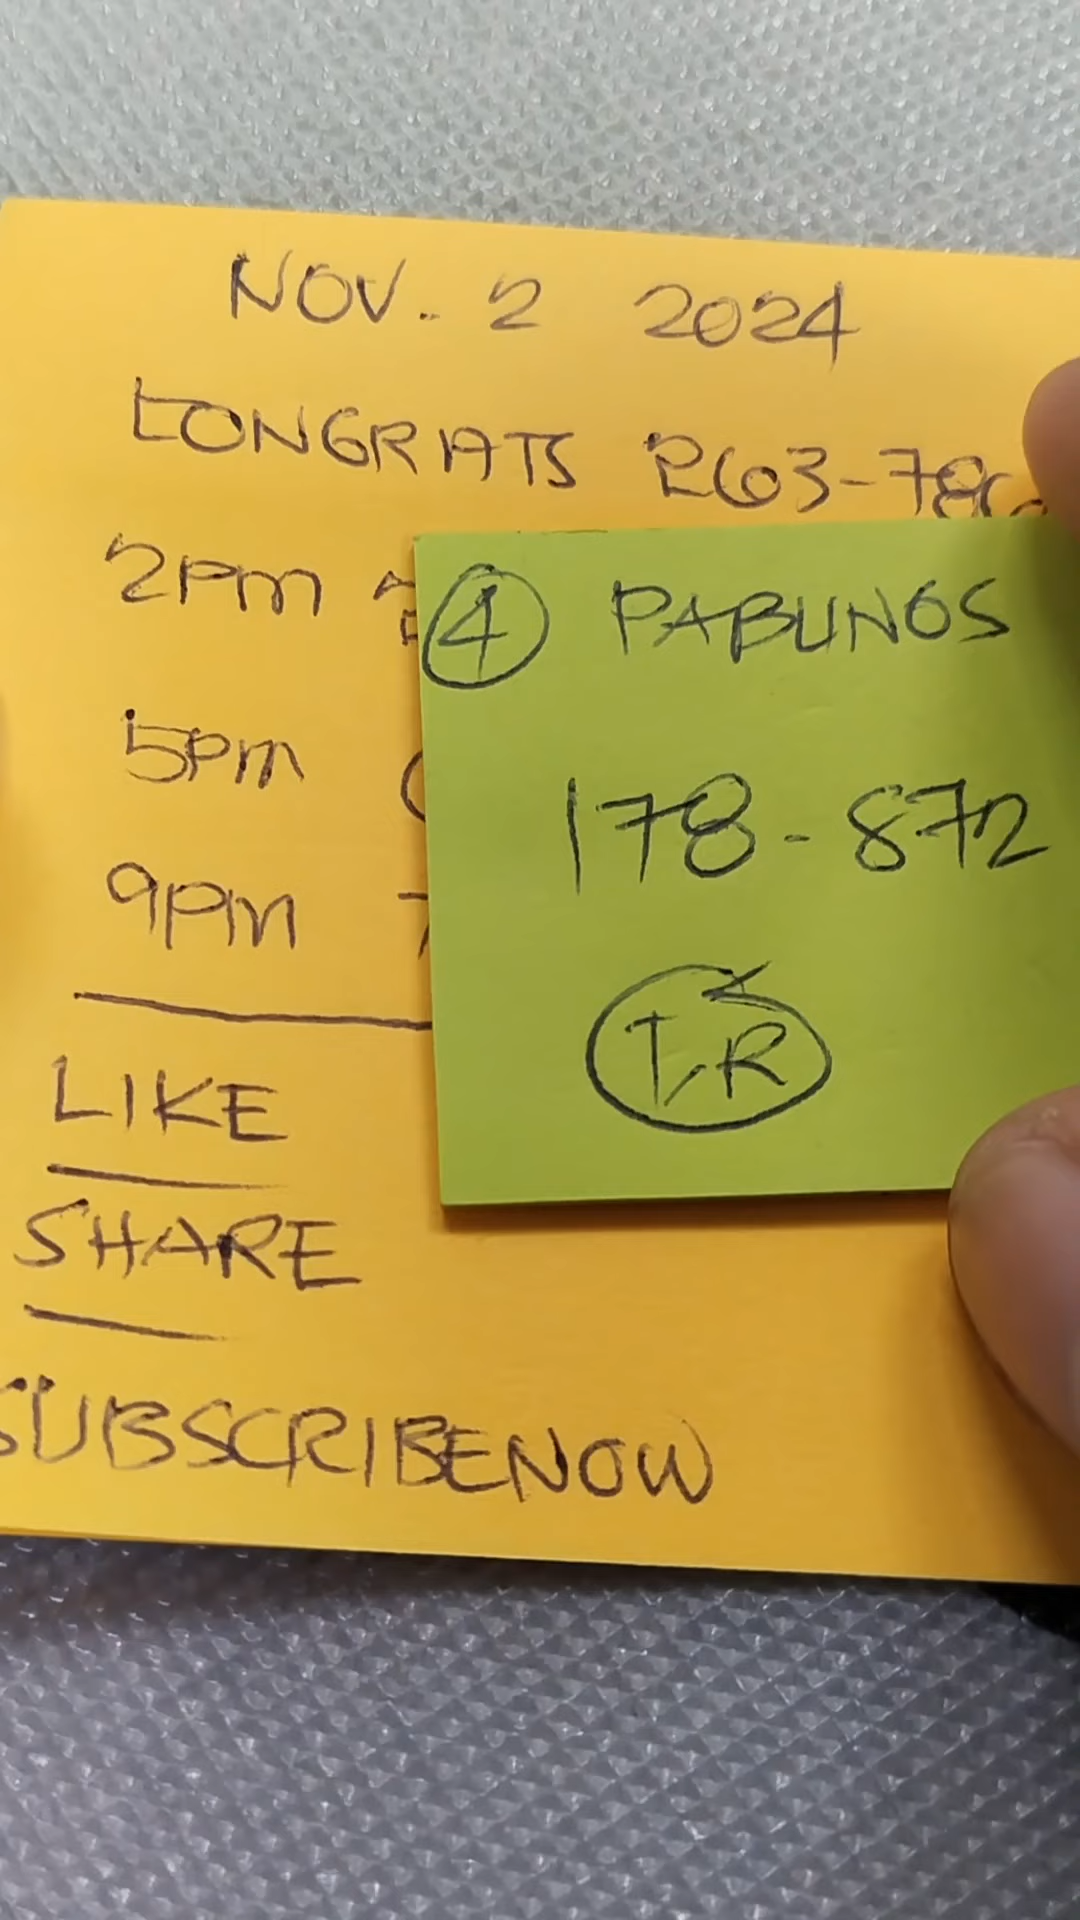 NOV. 2 2024
CONGRATS 263-78
2PM
5PM
9PM
LIKE
SHARE
SUBSCRIBENOW
4 PABUNOS
178-872
T,R